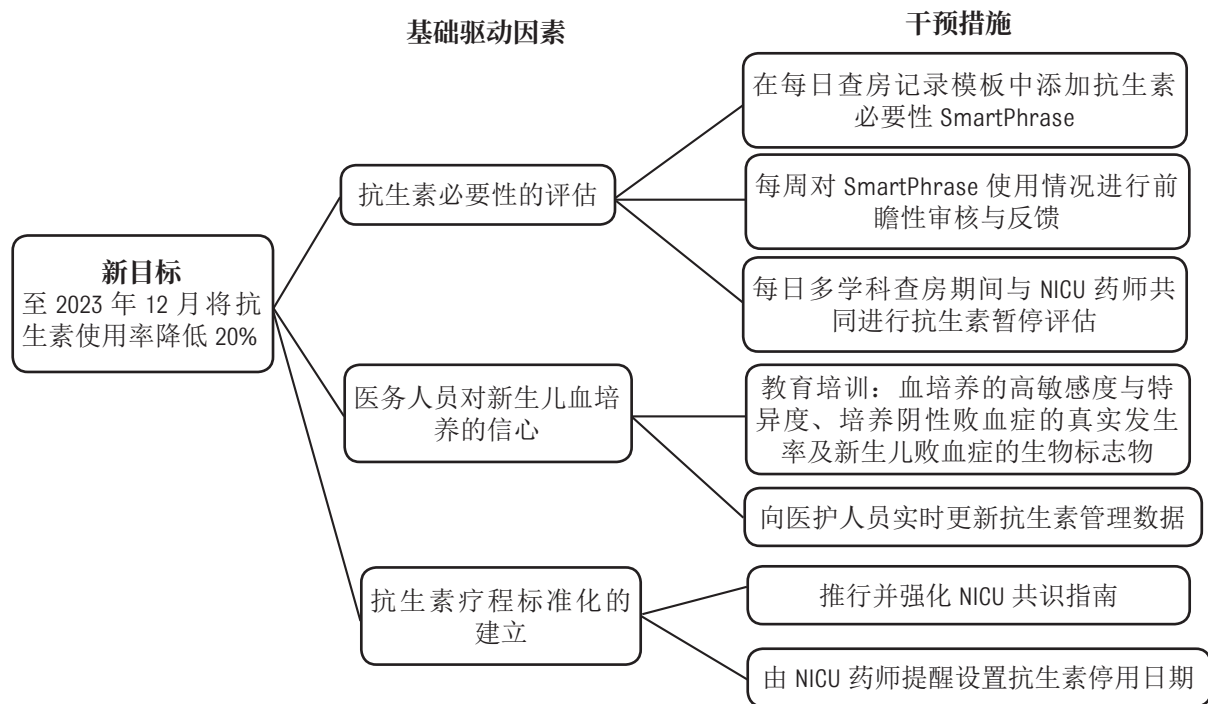 基础驱动因素
干预措施
新目标
至 2023 年 12 月将抗
生素使用率降低 20%
抗生素必要性的评估
在每日查房记录模板中添加抗生素
必要性 SmartPhrase
每周对 SmartPhrase 使用情况进行前
瞻性审核与反馈
每日多学科查房期间与 NICU 药师共
同进行抗生素暂停评估
医务人员对新生儿血培
养的信心
教育培训：血培养的高敏感度与特
异度、培养阴性败血症的真实发生
率及新生儿败血症的生物标志物
向医护人员实时更新抗生素管理数据
抗生素疗程标准化的
建立
推行并强化 NICU 共识指南
由 NICU 药师提醒设置抗生素停用日期